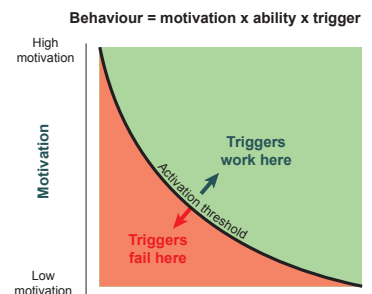 Behaviour = motivation x ability x trigger
High
motivation
Motivation
Triggers
work here
Activation threshold
Triggers
fail here
Low
motivation